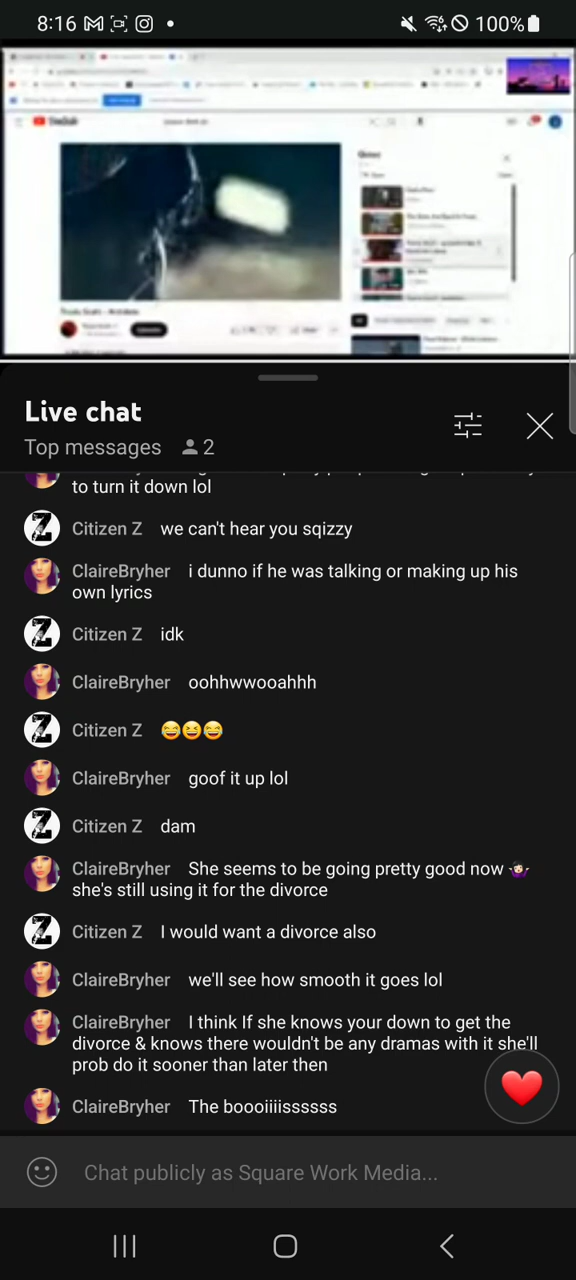 8:16
100%
Live chat
Top messages 2
to turn it down lol
Citizen Z we can't hear you sqizzy
ClaireBryher i dunno if he was talking or making up his
own lyrics
Citizen Z idk
ClaireBryher oohhwwooahhh
Citizen Z 😂😆😂
ClaireBryher goof it up lol
Citizen Z dam
ClaireBryher She seems to be going pretty good now 🤷🏻‍♀️
she's still using it for the divorce
Citizen Z I would want a divorce also
ClaireBryher we'll see how smooth it goes lol
ClaireBryher I think If she knows your down to get the
divorce & knows there wouldn't be any dramas with it she'll
prob do it sooner than later then
ClaireBryher The boooiiiissssss
Chat publicly as Square Work Media...